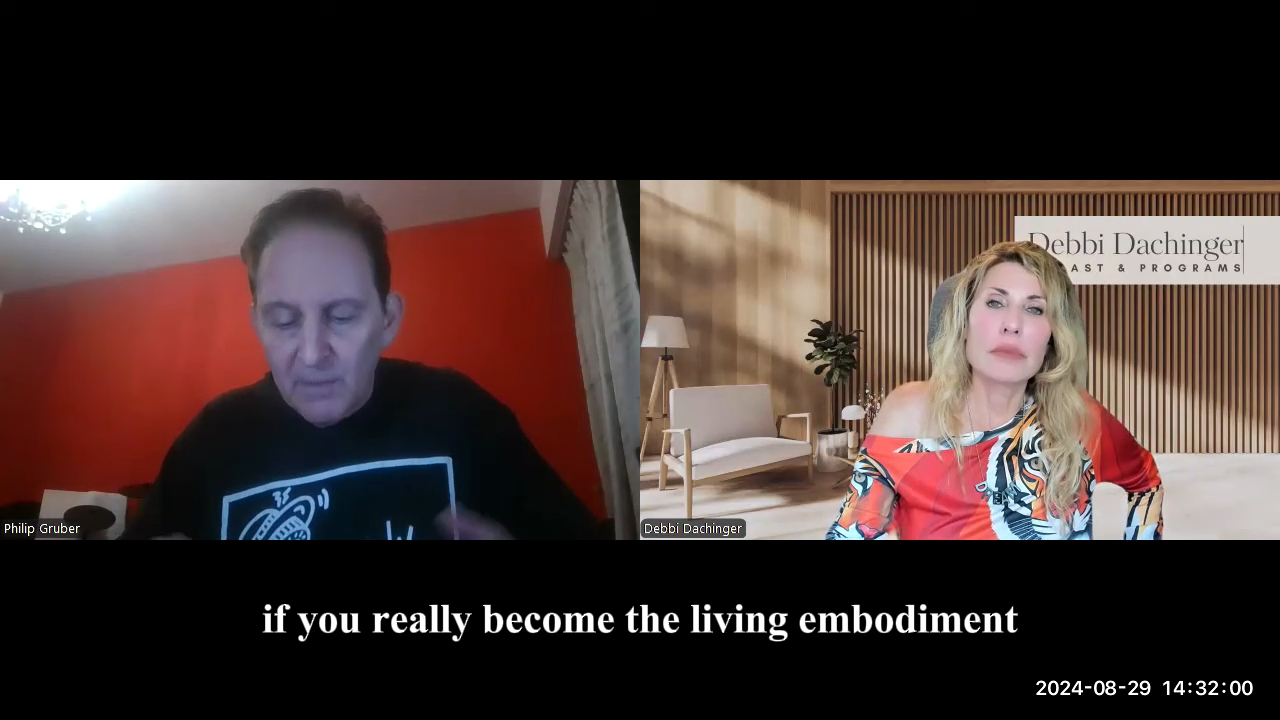 Debbi Dachinger
AST & PROGRAMS
Philip Gruber
Debbi Dachinger
if you really become the living embodiment
2024-08-29 14:32:00